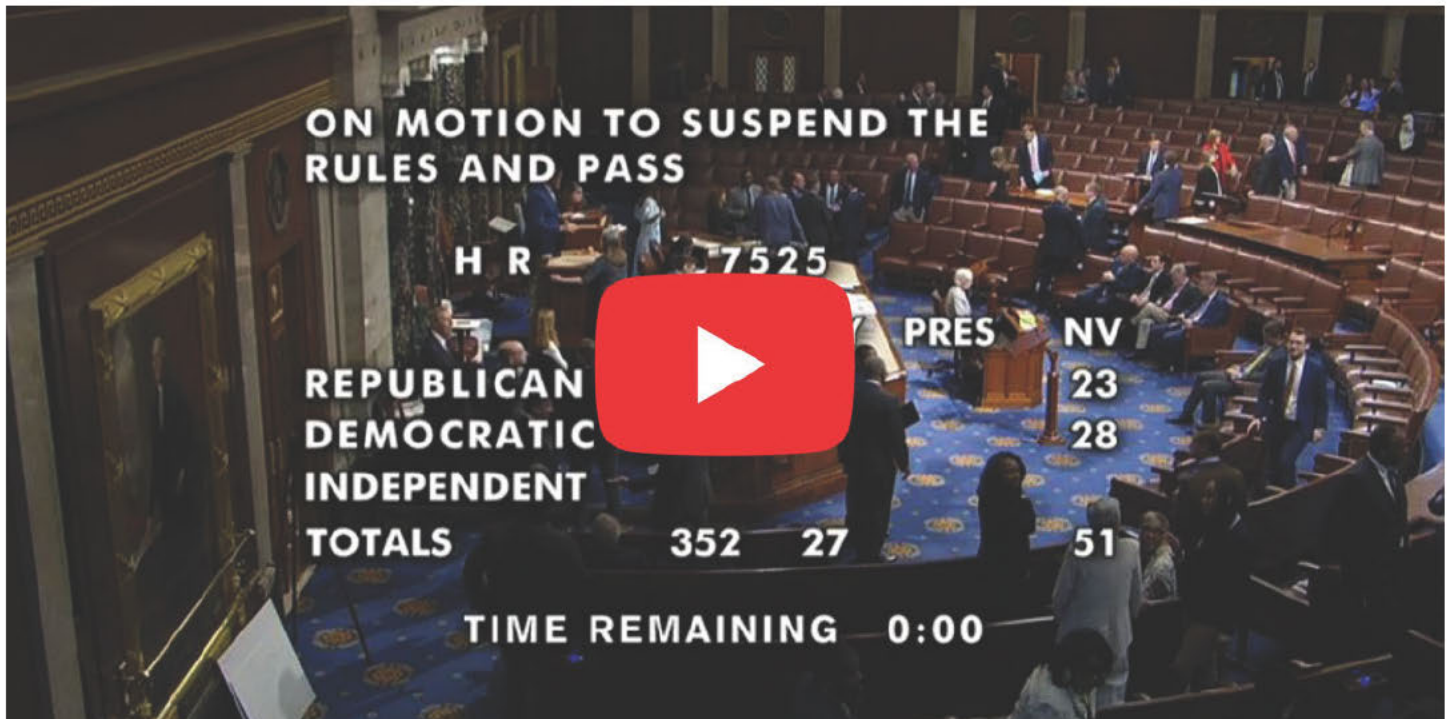 ON MOTION TO SUSPEND THE
RULES AND PASS
H R 7525
PRES NV
REPUBLICAN 23
DEMOCRATIC 28
INDEPENDENT
TOTALS 352 27 51
TIME REMAINING 0:00